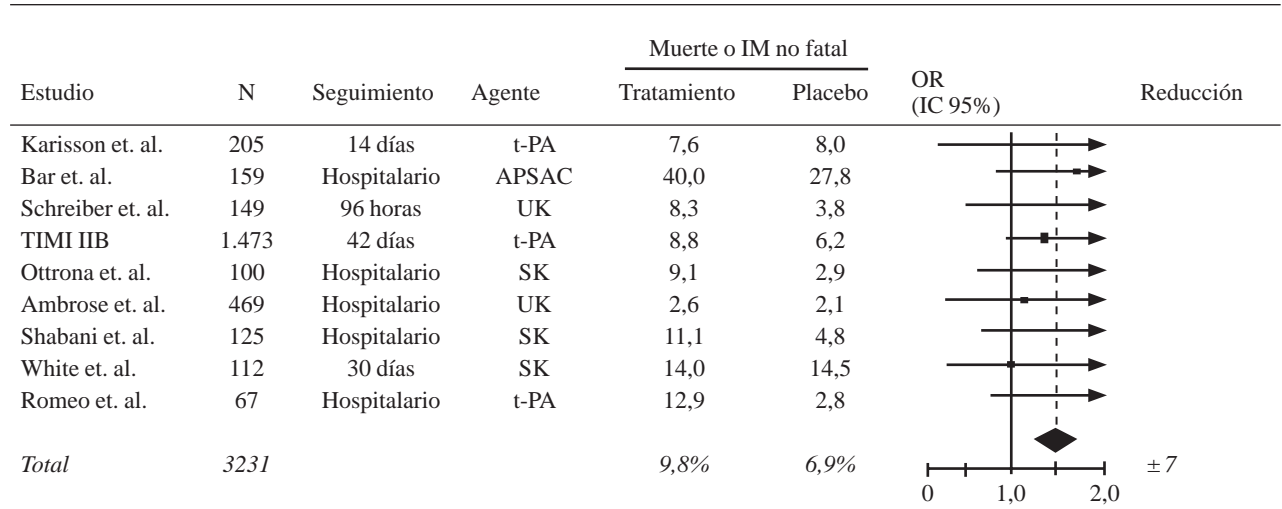 Muerte o IM no fatal
Estudio N Seguimiento Agente Tratamiento Placebo OR (IC 95%) Reducción
Karisson et. al. 205 14 días t-PA 7,6 8,0
Bar et. al. 159 Hospitalario APSAC 40,0 27,8
Schreiber et. al. 149 96 horas UK 8,3 3,8
TIMI IIB 1.473 42 días t-PA 8,8 6,2
Ottrona et. al. 100 Hospitalario SK 9,1 2,9
Ambrose et. al. 469 Hospitalario UK 2,6 2,1
Shabani et. al. 125 Hospitalario SK 11,1 4,8
White et. al. 112 30 días SK 14,0 14,5
Romeo et. al. 67 Hospitalario t-PA 12,9 2,8
Total 3231 9,8% 6,9% ±7
0 1,0 2,0